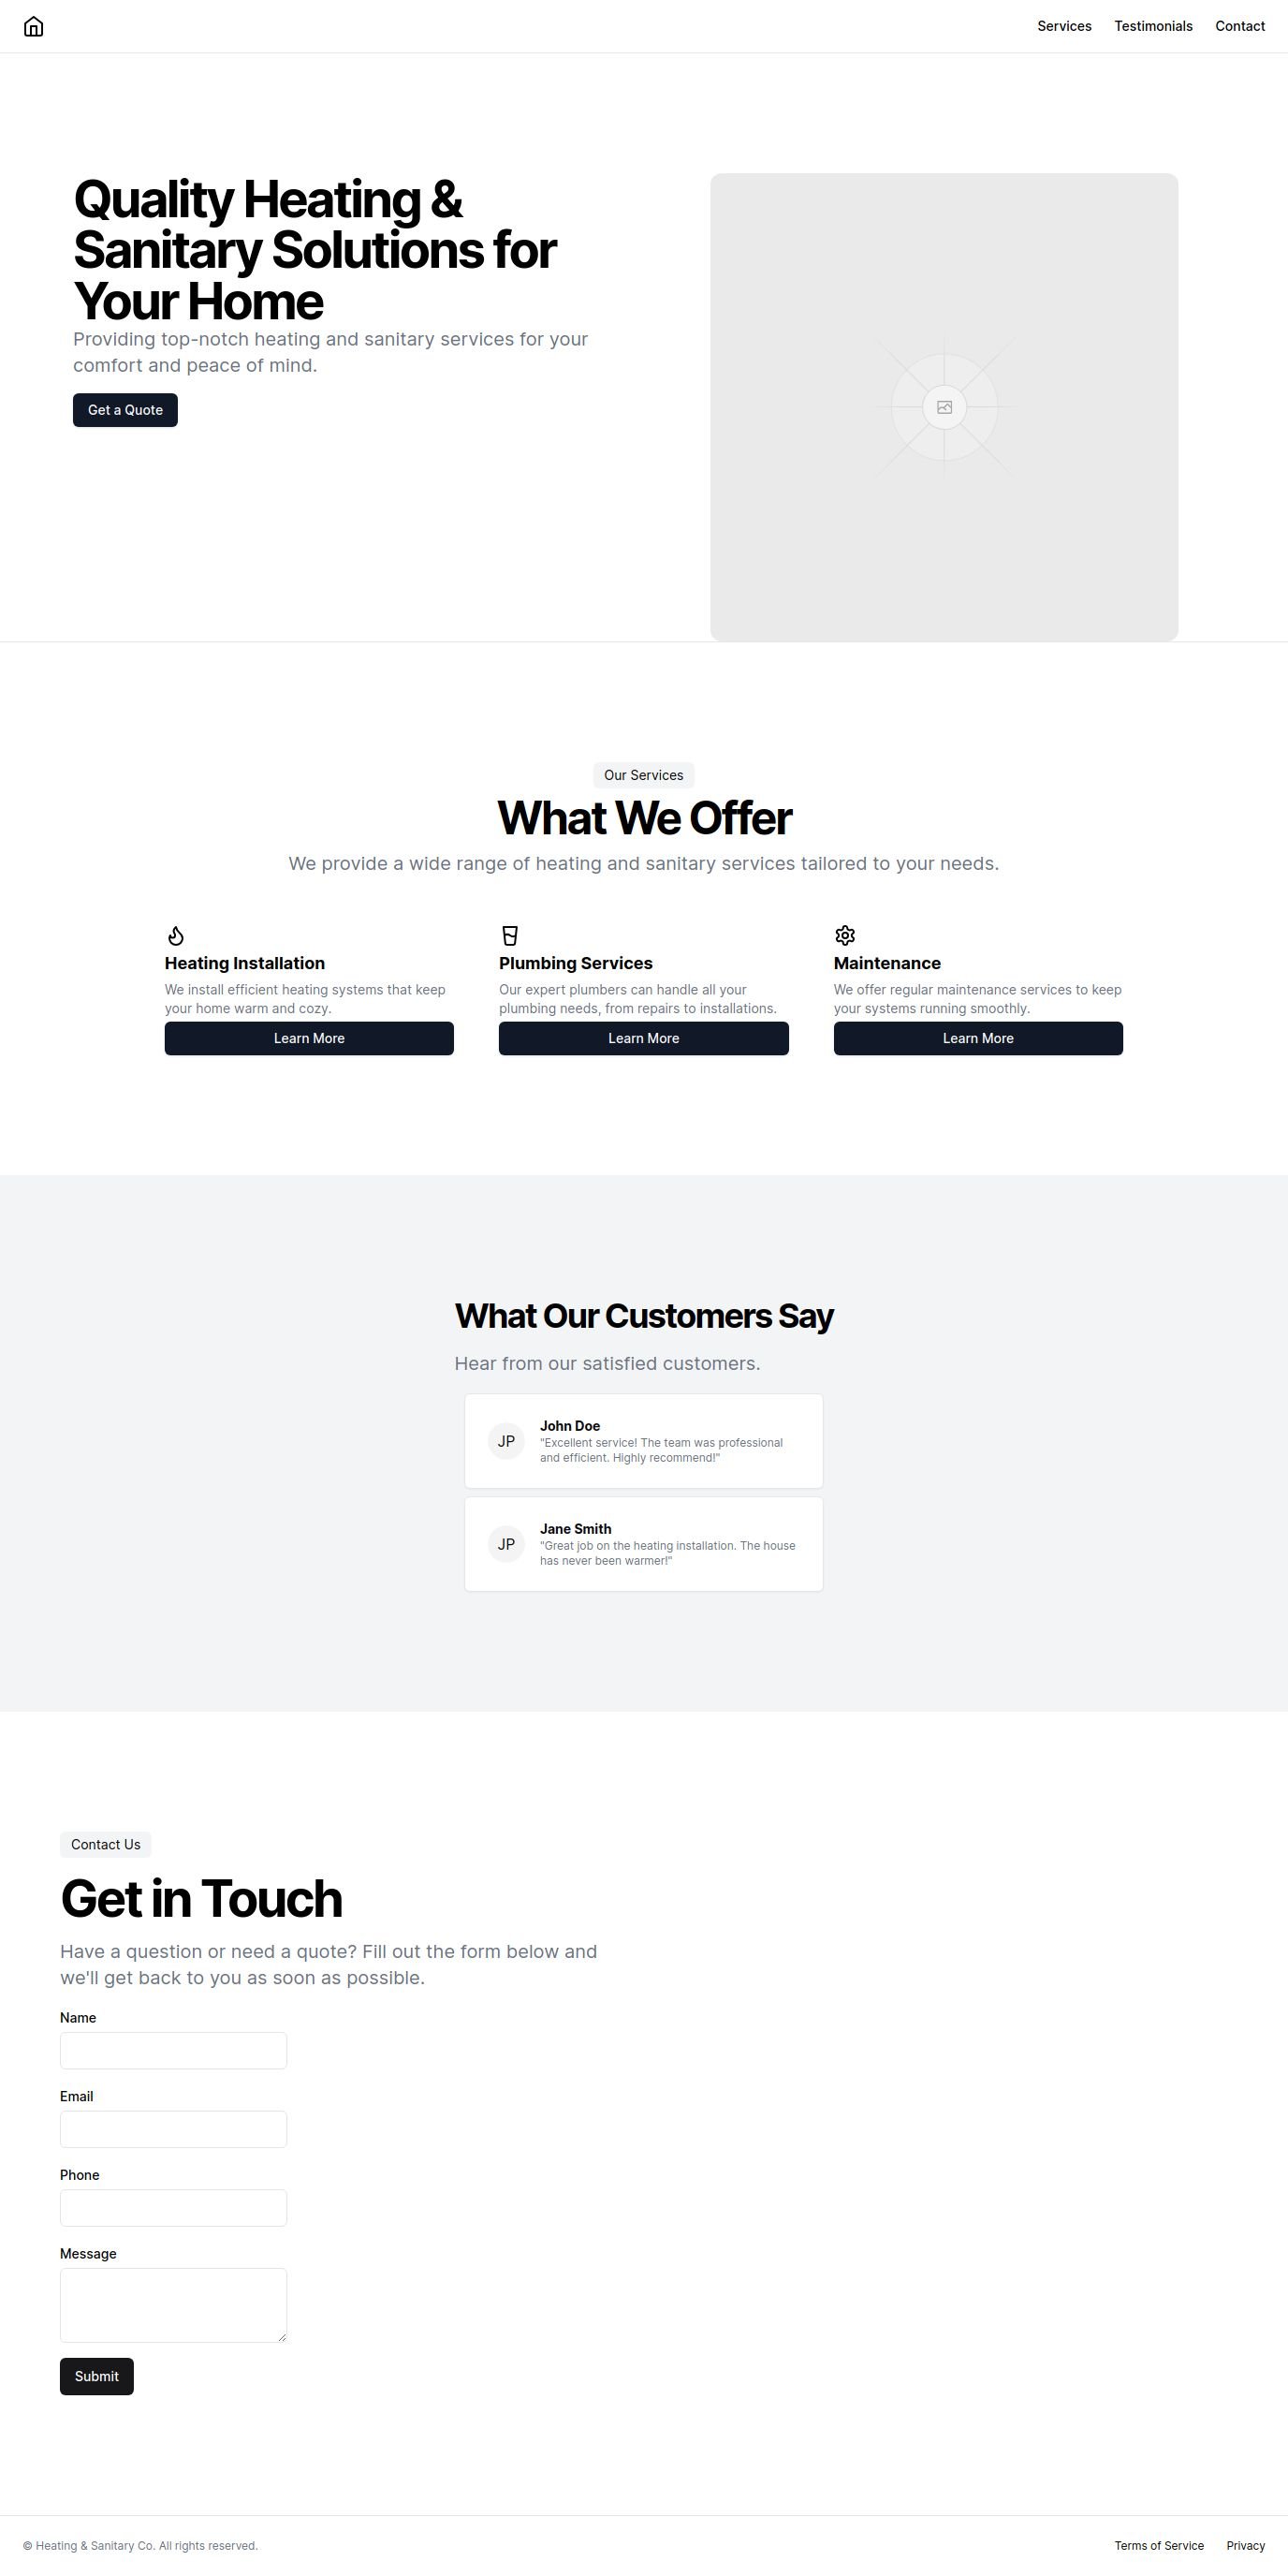 Services Testimonials Contact
Quality Heating &
Sanitary Solutions for
Your Home
Providing top-notch heating and sanitary services for your
comfort and peace of mind.
Get a Quote
Our Services
What We Offer
We provide a wide range of heating and sanitary services tailored to your needs.
Heating Installation
We install efficient heating systems that keep
your home warm and cozy.
Learn More
Plumbing Services
Our expert plumbers can handle all your
plumbing needs, from repairs to installations.
Learn More
Maintenance
We offer regular maintenance services to keep
your systems running smoothly.
Learn More
What Our Customers Say
Hear from our satisfied customers.
JP
John Doe
"Excellent service! The team was professional
and efficient. Highly recommend!"
JP
Jane Smith
"Great job on the heating installation. The house
has never been warmer!"
Contact Us
Get in Touch
Have a question or need a quote? Fill out the form below and
we'll get back to you as soon as possible.
Name
Email
Phone
Message
Submit
© Heating & Sanitary Co. All rights reserved.
Terms of Service Privacy